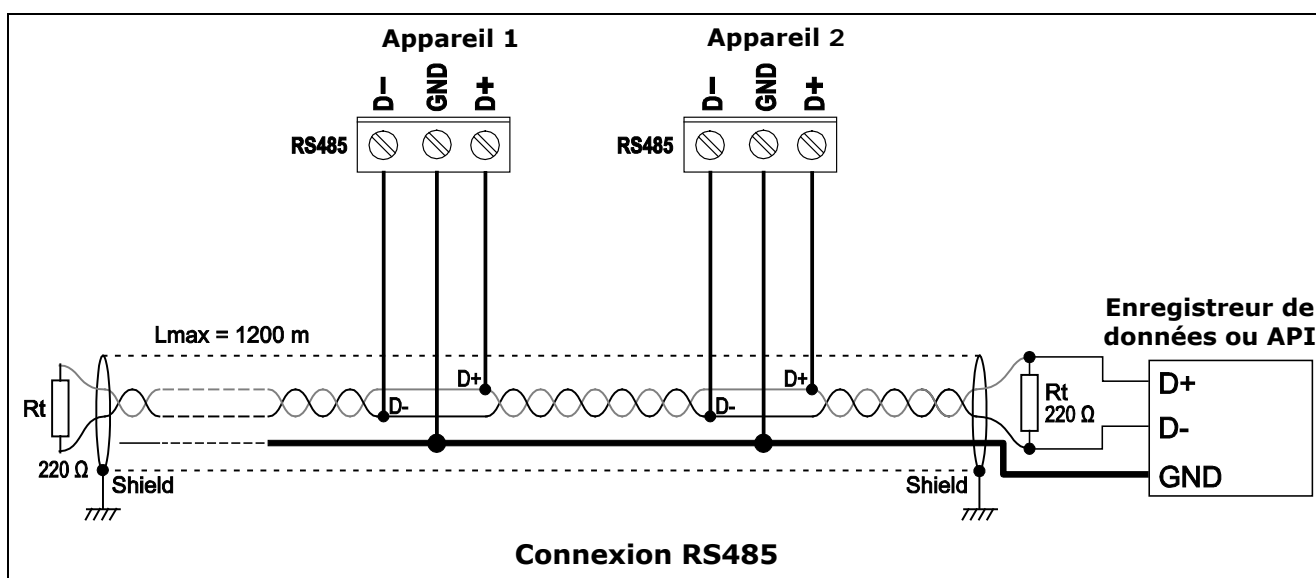 Appareil 1
Appareil 2
D-
GND
D+
D-
GND
D+
RS485
RS485
Enregistreur de
données ou API
Lmax = 1200 m
D+
D+
D+
Rt
D-
D-
Rt
220 Ω
D-
220 Ω
Shield
Shield
GND
Connexion RS485